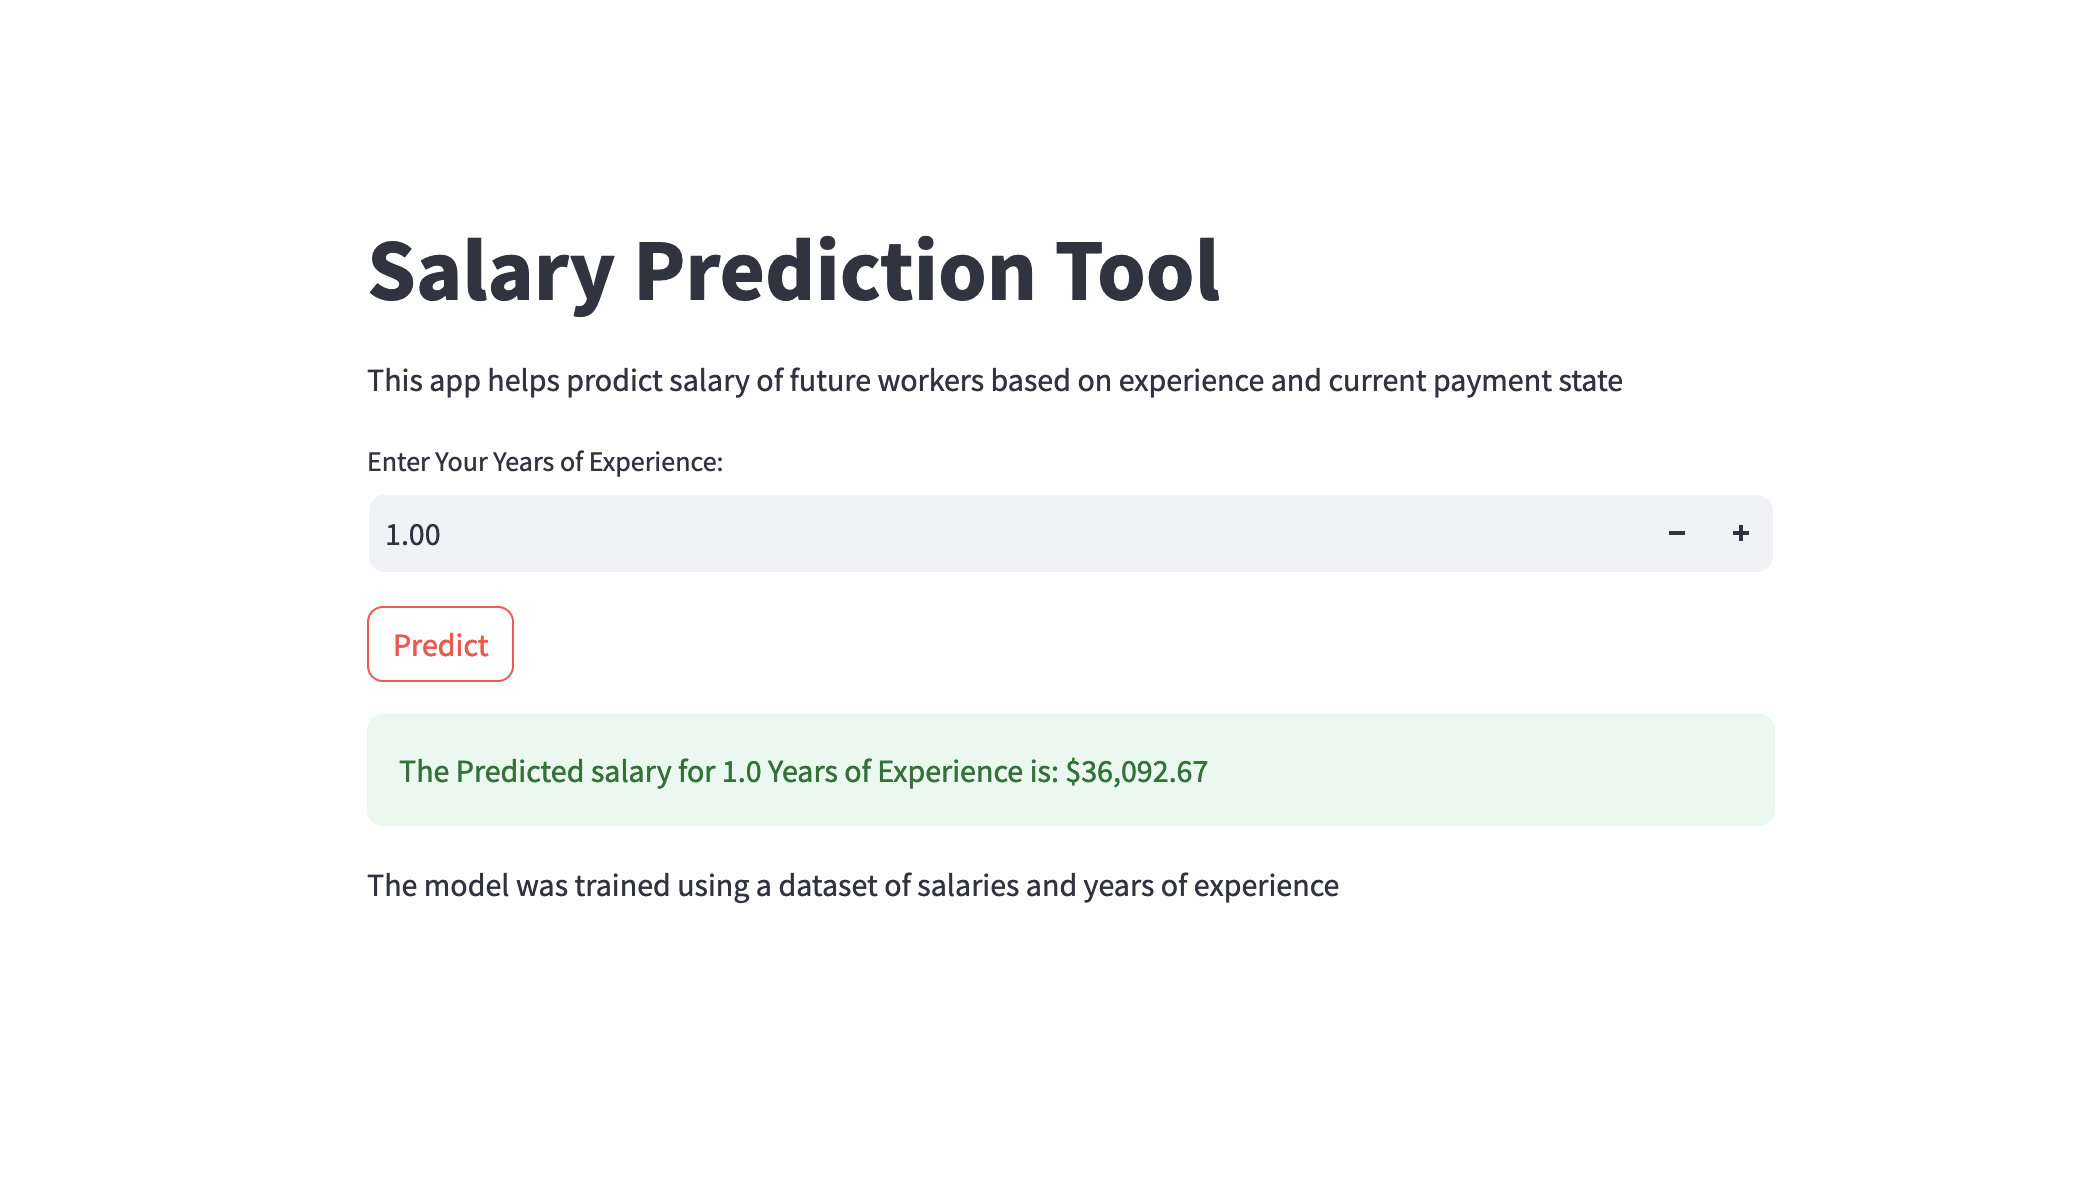 Salary Prediction Tool
This app helps prodict salary of future workers based on experience and current payment state
Enter Your Years of Experience:
1.00
Predict
The Predicted salary for 1.0 Years of Experience is: $36,092.67
The model was trained using a dataset of salaries and years of experience